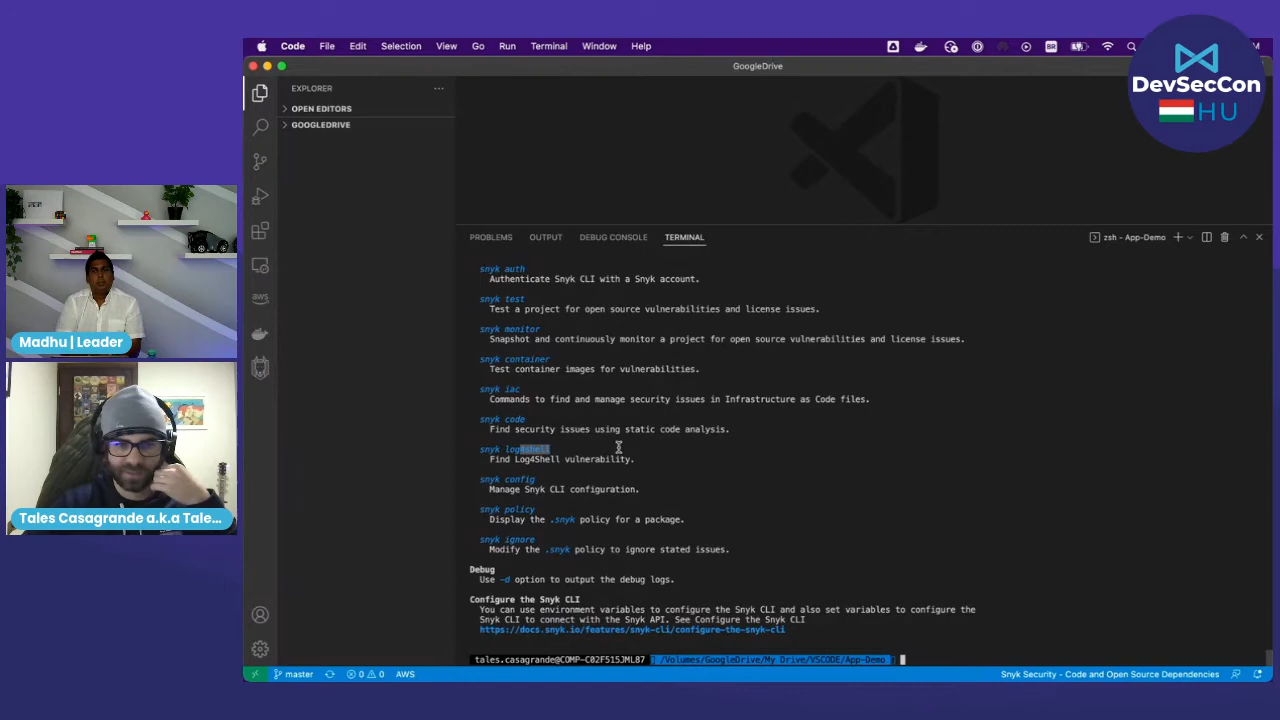 Code File Edit Selection View Go Run Terminal Window Help
BR
GoogleDrive
DevSecCon
HU
EXPLORER
OPEN EDITORS
GOOGLEDRIVE
aws
PROBLEMS OUTPUT DEBUG CONSOLE TERMINAL
zsh - App-Demo
snyk auth
Authenticate Snyk CLI with a Snyk account.
snyk test
Test a project for open source vulnerabilities and license issues.
snyk monitor
Snapshot and continuously monitor a project for open source vulnerabilities and license issues.
snyk container
Test container images for vulnerabilities.
snyk iac
Commands to find and manage security issues in Infrastructure as Code files.
snyk code
Find security issues using static code analysis.
snyk log4shell
Find Log4Shell vulnerability.
snyk config
Manage Snyk CLI configuration.
snyk policy
Display the .snyk policy for a package.
snyk ignore
Modify the .snyk policy to ignore stated issues.
Debug
Use -d option to output the debug logs.
Configure the Snyk CLI
You can use environment variables to configure the Snyk CLI and also set variables to configure the
Snyk CLI to connect with the Snyk API. See Configure the Snyk CLI
https://docs.snyk.io/features/snyk-cli/configure-the-snyk-cli
tales.casagrande@COMP-C02F515JML87 /Volumes/GoogleDrive/My Drive/VSCODE/App-Demo
master 0 0 AWS
Snyk Security - Code and Open Source Dependencies
Madhu | Leader
Tales Casagrande a.k.a Tale...